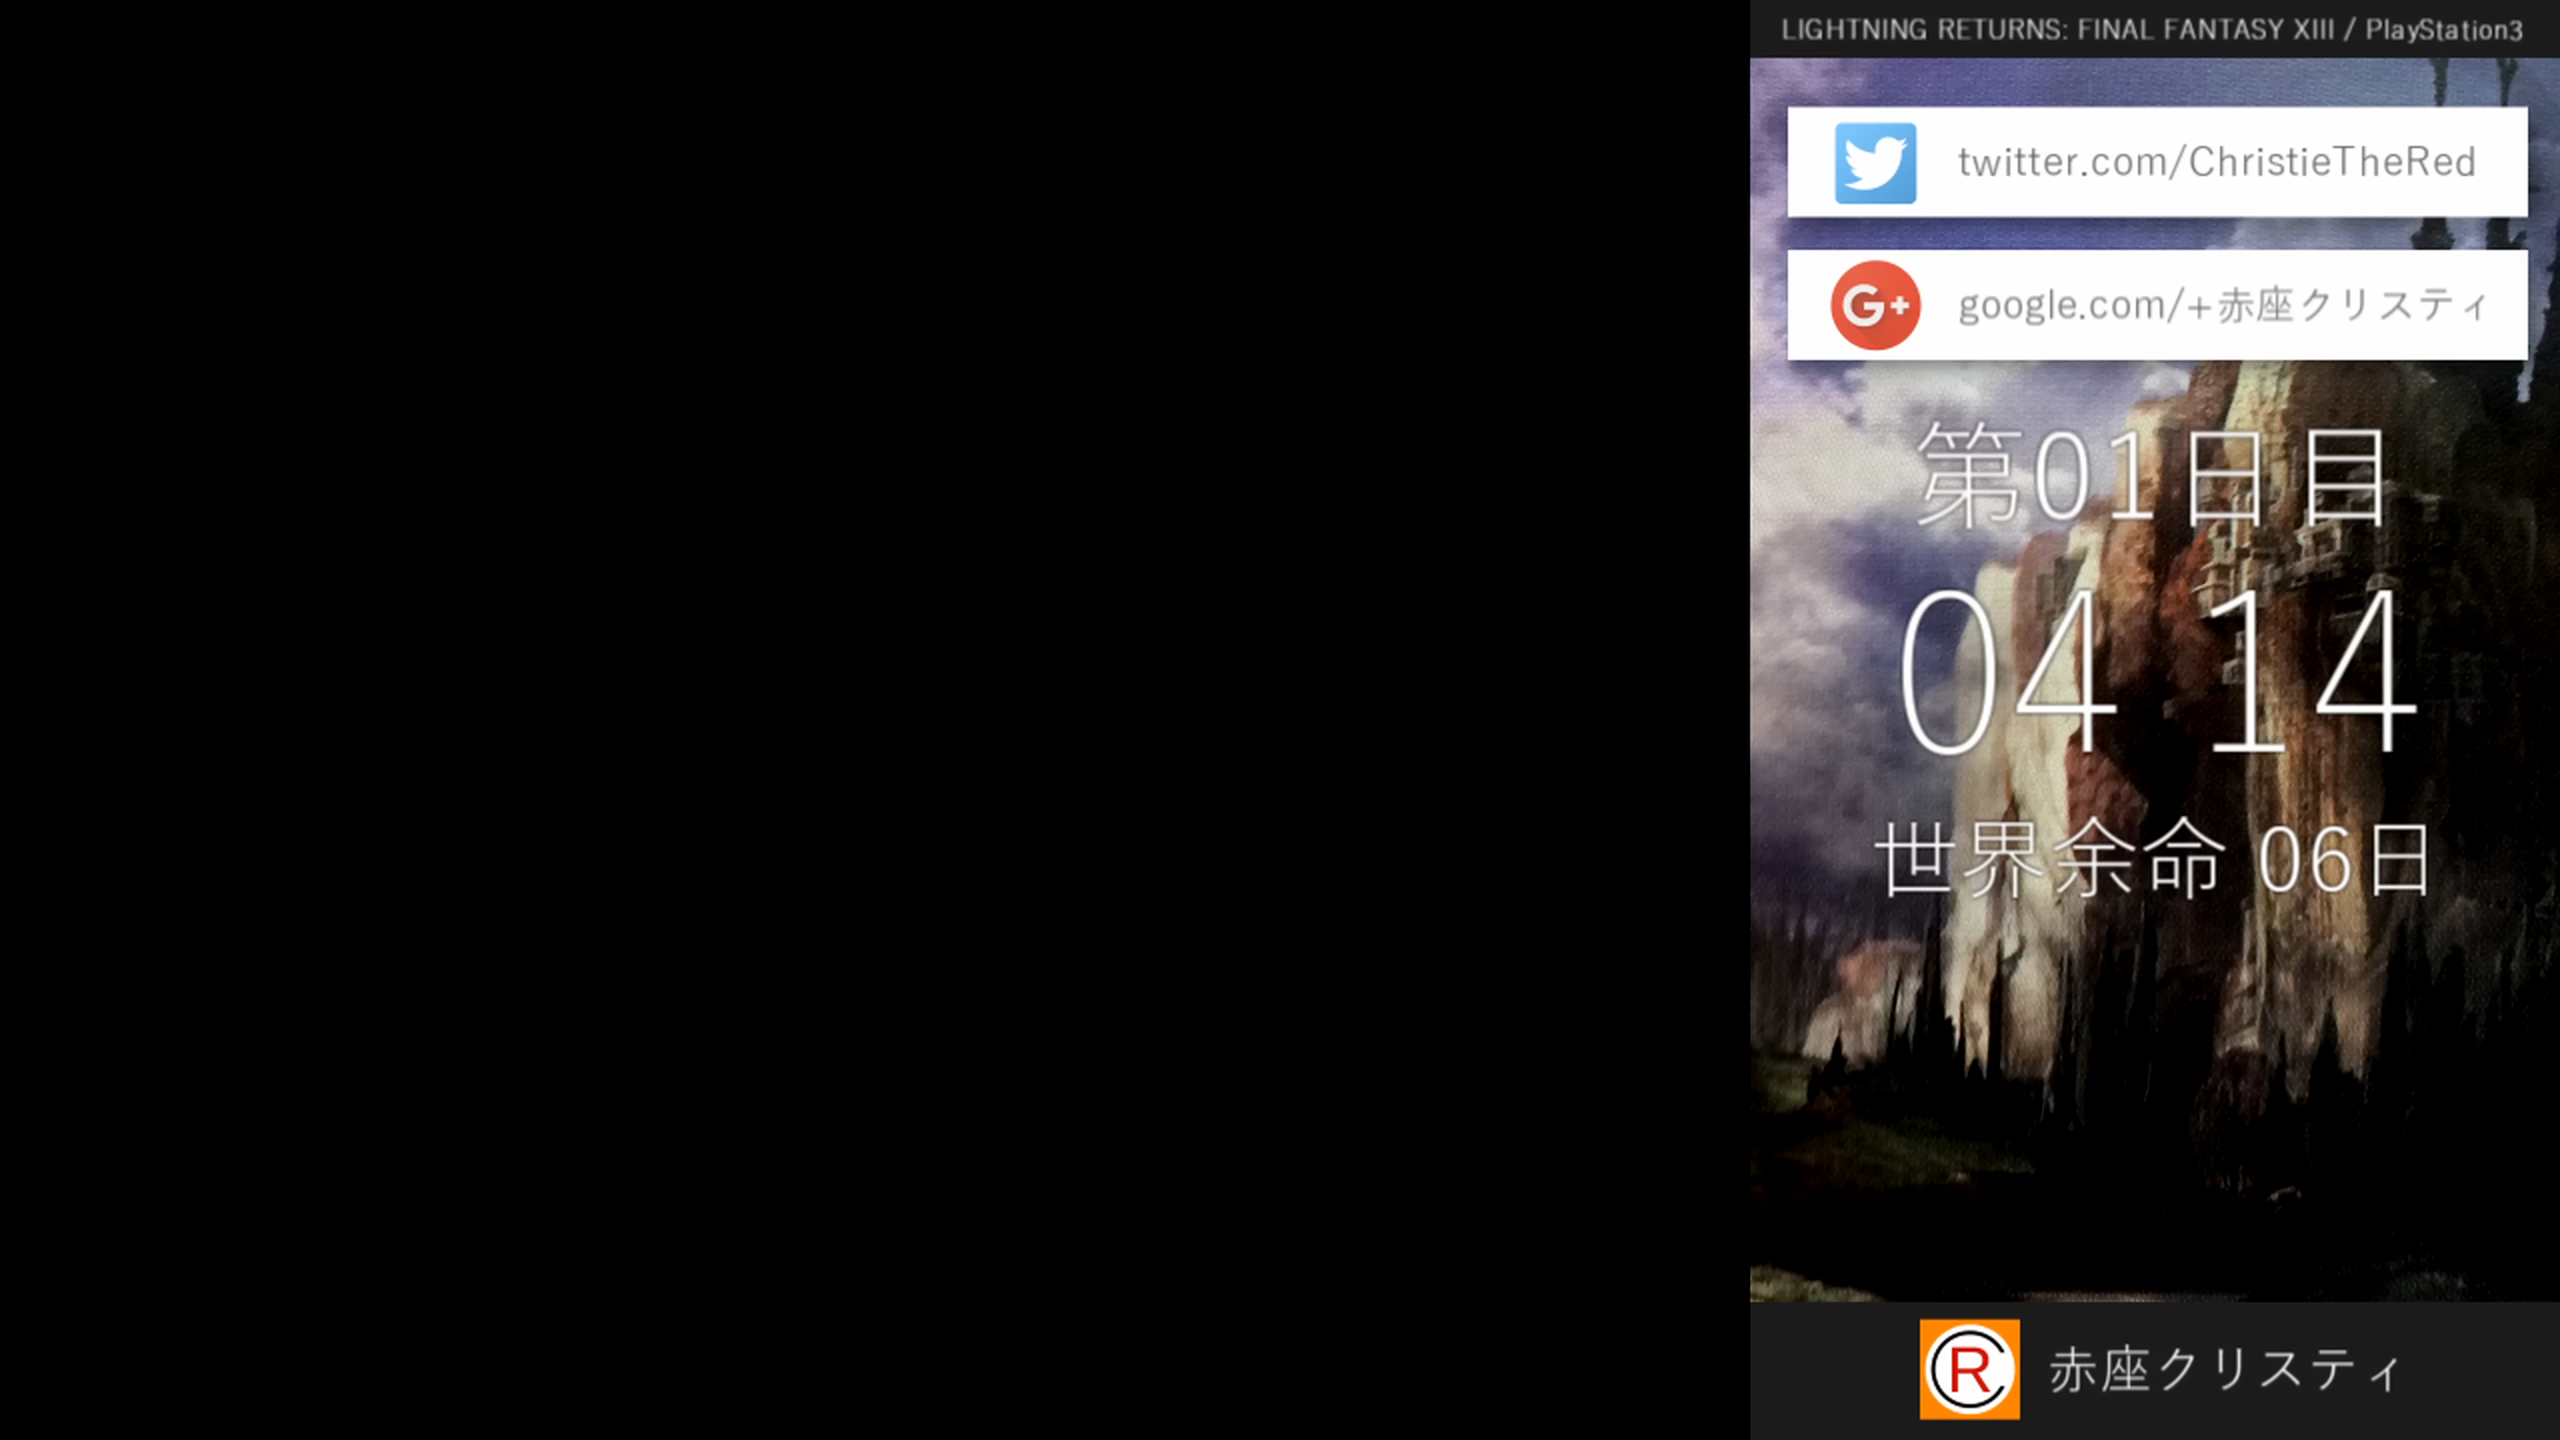 LIGHTNING RETURNS: FINAL FANTASY XIII / PlayStation3
twitter.com/ChristieTheRed
G+ google.com/+赤座クリスティ
第01日目
04 14
世界余命 06日
RC 赤座クリスティ